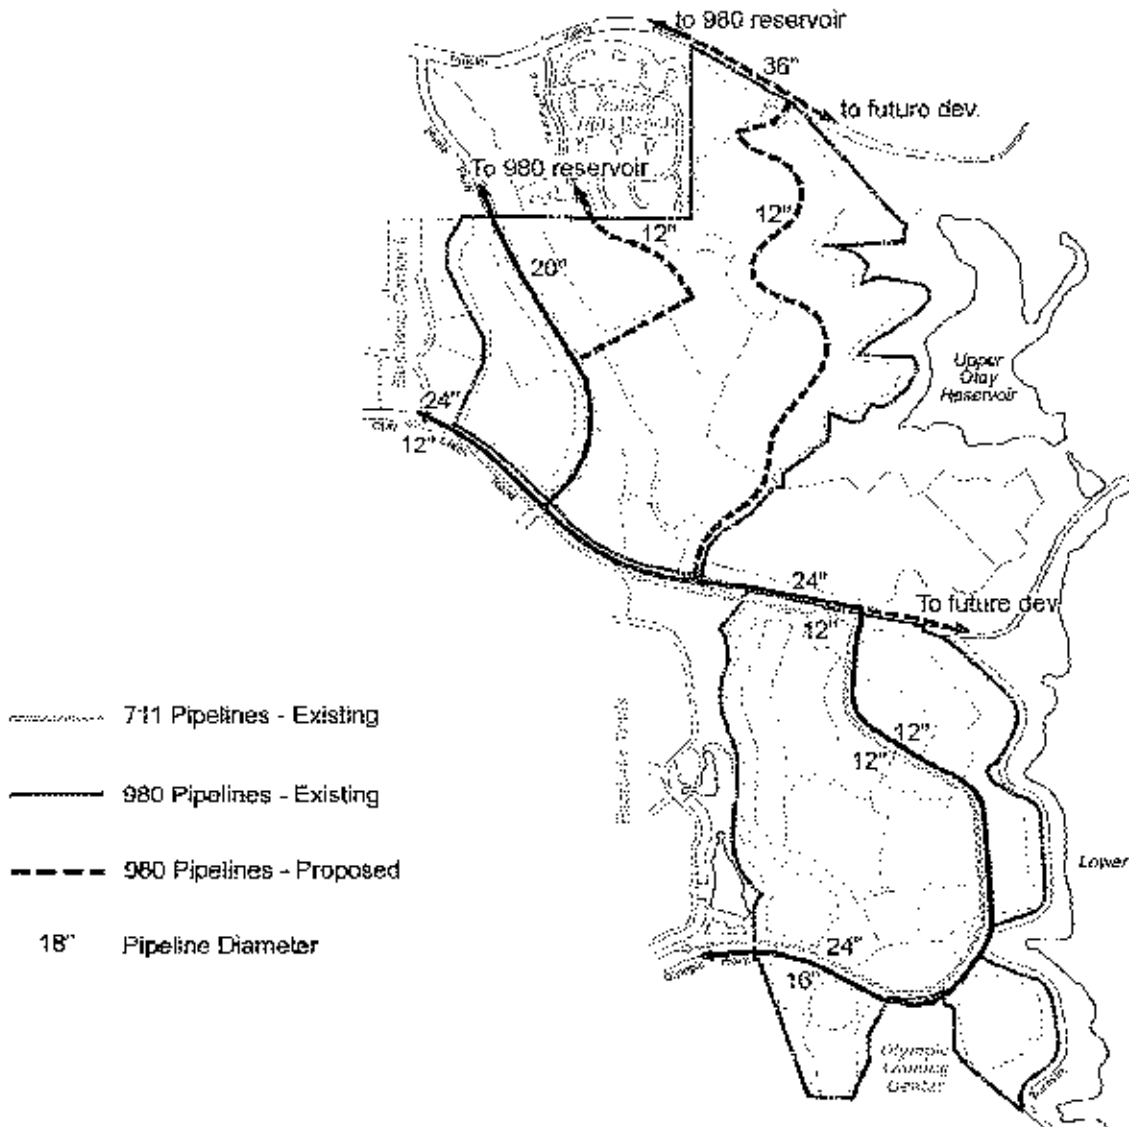 to 980 reservoir
36"
to future dev.
To 980 reservoir
12"
12"
20"
Upper
Otay
Reservoir
24"
12"
24"
To future dev
12"
12"
12"
711 Pipelines - Existing
980 Pipelines - Existing
980 Pipelines - Proposed
18" Pipeline Diameter
Lower
24"
16"
Olympic
Training
Center